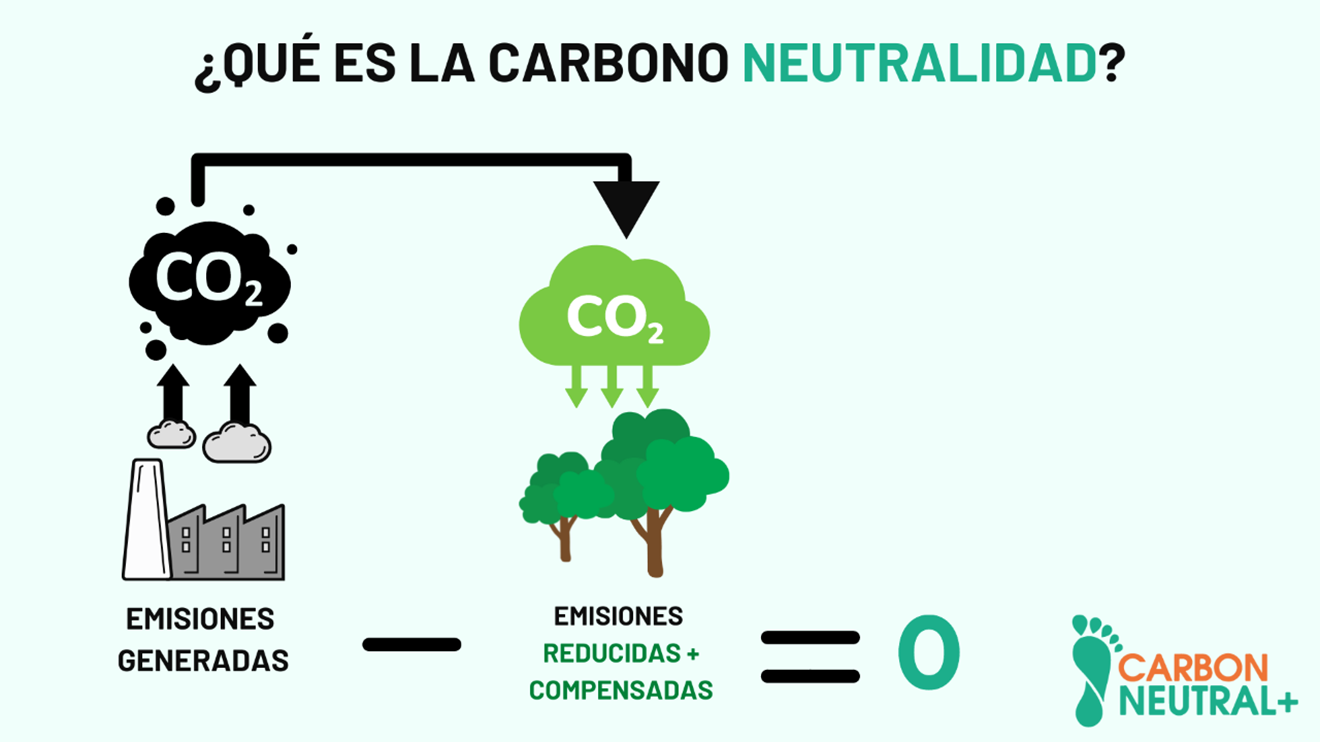 ¿QUÉ ES LA CARBONO NEUTRALIDAD?
CO₂
CO₂
EMISIONES
GENERADAS
EMISIONES
REDUCIDAS +
COMPENSADAS
0
CARBON
NEUTRAL+